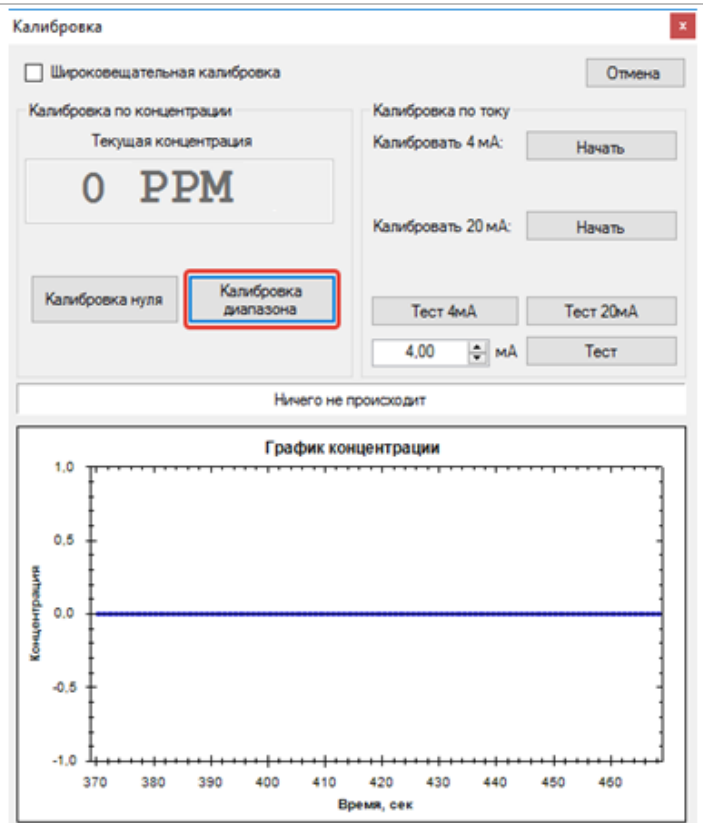 Калибровка
x
Широковещательная калибровка
Отмена
Калибровка по концентрации
Текущая концентрация
0 PPM
Калибровка нуля
Калибровка
диапазона
Калибровка по току
Калибровать 4 мА:
Начать
Калибровать 20 мА:
Начать
Тест 4мА
Тест 20мА
4,00
мА
Тест
Ничего не происходит
График концентрации
Концентрация
1,0
0,5
0,0
-0,5
-1,0
370 380 390 400 410 420 430 440 450 460
Время, сек